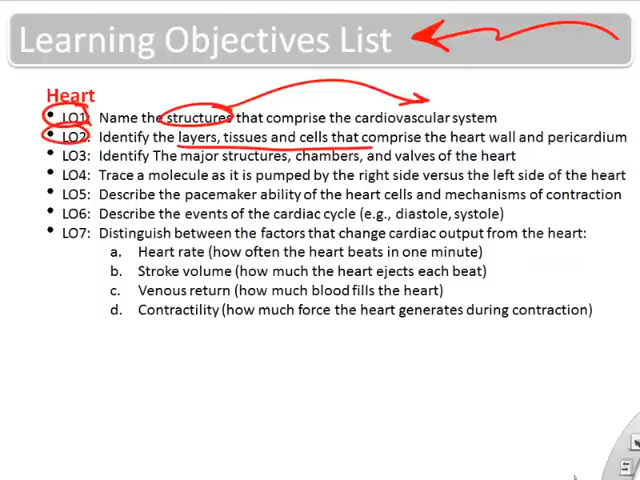 Learning Objectives List
Heart
• LO1: Name the structures that comprise the cardiovascular system
• LO2: Identify the layers, tissues and cells that comprise the heart wall and pericardium
• LO3: Identify The major structures, chambers, and valves of the heart
• LO4: Trace a molecule as it is pumped by the right side versus the left side of the heart
• LO5: Describe the pacemaker ability of the heart cells and mechanisms of contraction
• LO6: Describe the events of the cardiac cycle (e.g., diastole, systole)
• LO7: Distinguish between the factors that change cardiac output from the heart:
a. Heart rate (how often the heart beats in one minute)
b. Stroke volume (how much the heart ejects each beat)
c. Venous return (how much blood fills the heart)
d. Contractility (how much force the heart generates during contraction)